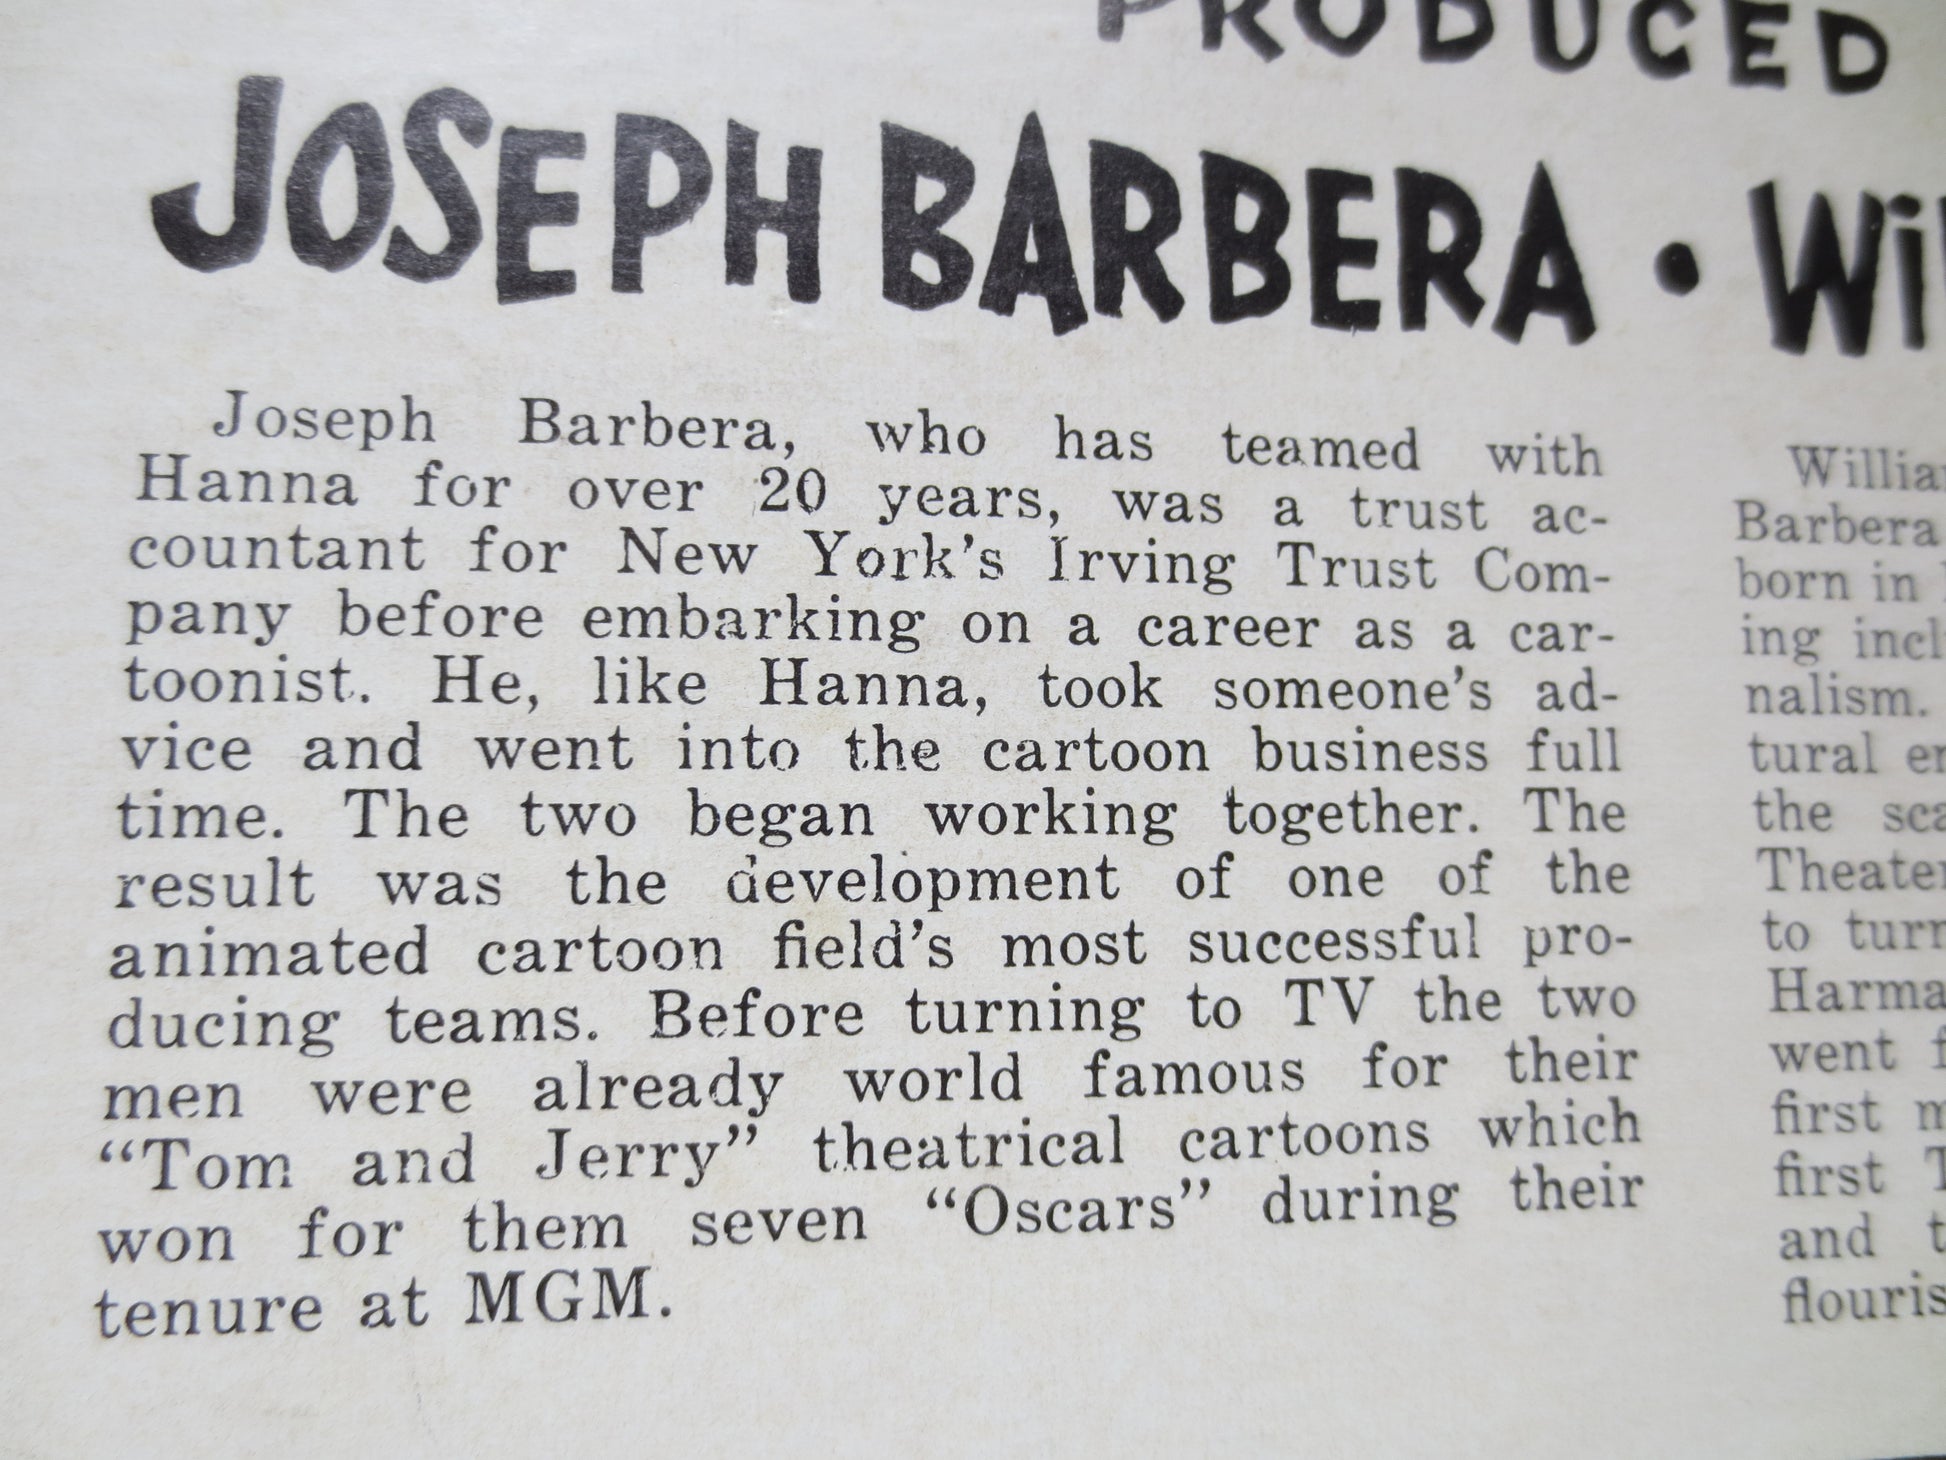 PRODUCED
JOSEPH BARBERA •
Joseph Barbera, who has teamed with
Hanna for over 20 years, was a trust ac-
countant for New York's Irving Trust Com-
pany before embarking on a career as a car-
toonist. He, like Hanna, took someone's ad-
vice and went into the cartoon business full
time. The two began working together. The
result was the development of one of the
animated cartoon field's most successful pro-
ducing teams. Before turning to TV the two
men were already world famous for their
“Tom and Jerry” theatrical cartoons which
won for them seven “Oscars” during their
tenure at MGM.
Barbera
born in
ing
nalism.
tural
the
to
went
first
first
and